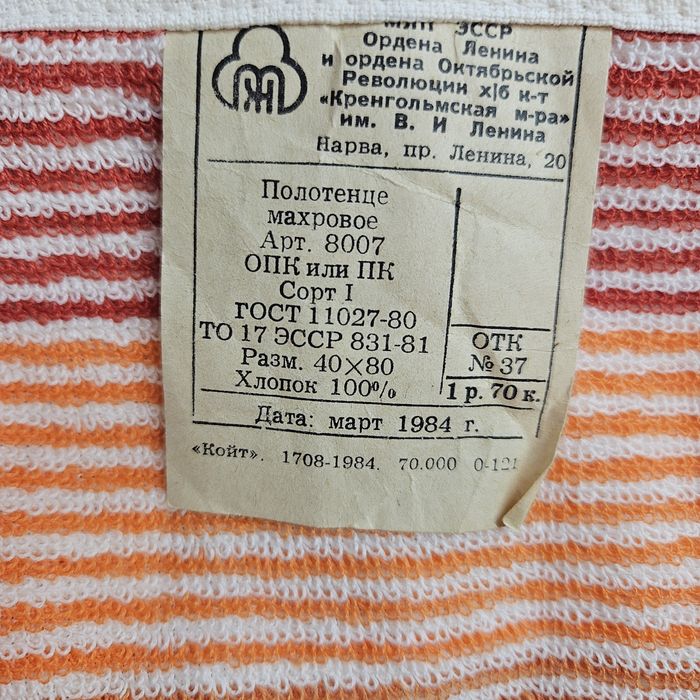 МЛП ЭССР
Ордена Ленина
и ордена Октябрьской
Революции х|б к-т
«Кренгольмская м-ра»
им. В. И Ленина
Нарва, пр. Ленина, 20
Полотенце
махровое
Арт. 8007
ОПК или ПК
Сорт I
ГОСТ 11027-80
ТО 17 ЭССР 831-81
Разм. 40×80
Хлопок 100%
ОТК
№ 37
1 р. 70 к.
Дата: март 1984 г.
«Койт». 1708-1984. 70.000 0-121